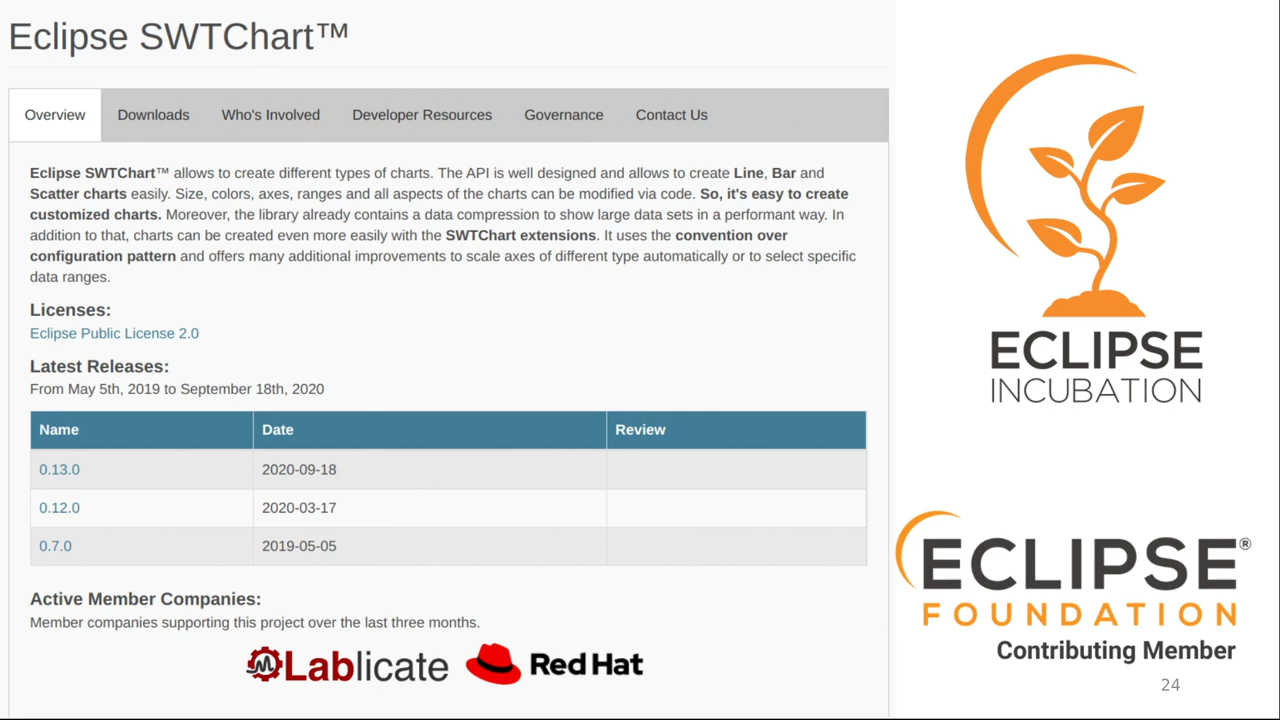 Eclipse SWTChart™
Overview Downloads Who's Involved Developer Resources Governance Contact Us
Eclipse SWTChart™ allows to create different types of charts. The API is well designed and allows to create Line, Bar and
Scatter charts easily. Size, colors, axes, ranges and all aspects of the charts can be modified via code. So, it's easy to create
customized charts. Moreover, the library already contains a data compression to show large data sets in a performant way. In
addition to that, charts can be created even more easily with the SWTChart extensions. It uses the convention over
configuration pattern and offers many additional improvements to scale axes of different type automatically or to select specific
data ranges.
Licenses:
Eclipse Public License 2.0
Latest Releases:
From May 5th, 2019 to September 18th, 2020
Name Date Review
0.13.0 2020-09-18
0.12.0 2020-03-17
0.7.0 2019-05-05
Active Member Companies:
Member companies supporting this project over the last three months.
Lablicate Red Hat
ECLIPSE
INCUBATION
ECLIPSE®
FOUNDATION
Contributing Member
24